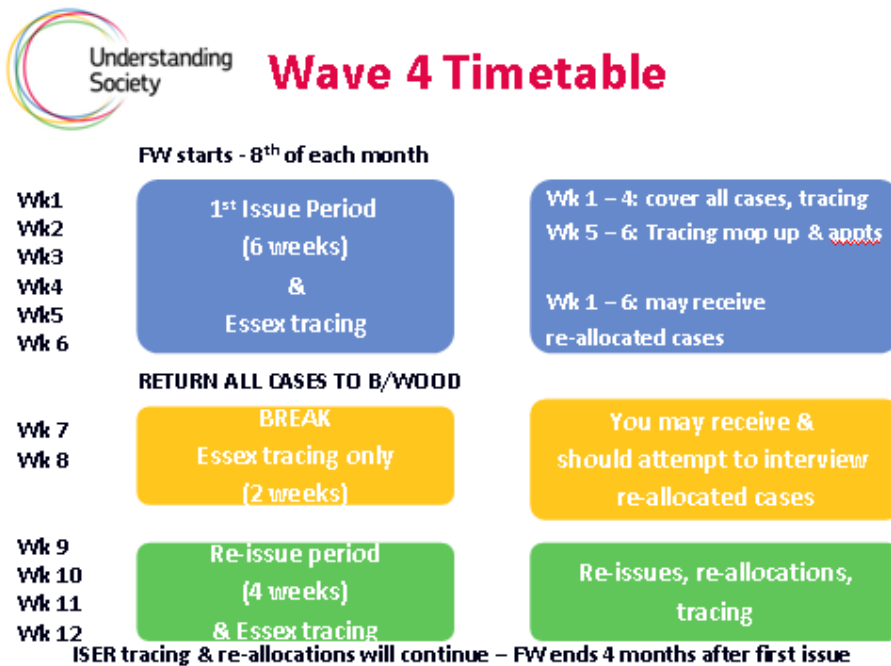 Understanding
Society
Wave 4 Timetable
FW starts - 8th of each month
Wk1
Wk2
Wk3
Wk4
Wk5
Wk 6
1st Issue Period
(6 weeks)
&
Essex tracing
Wk 1 – 4: cover all cases, tracing
Wk 5 – 6: Tracing mop up & appts
Wk 1 – 6: may receive
re-allocated cases
RETURN ALL CASES TO B/WOOD
Wk 7
Wk 8
BREAK
Essex tracing only
(2 weeks)
You may receive &
should attempt to interview
re-allocated cases
Wk 9
Wk 10
Wk 11
Wk 12
Re-issue period
(4 weeks)
& Essex tracing
Re-issues, re-allocations,
tracing
ISER tracing & re-allocations will continue – FW ends 4 months after first issue